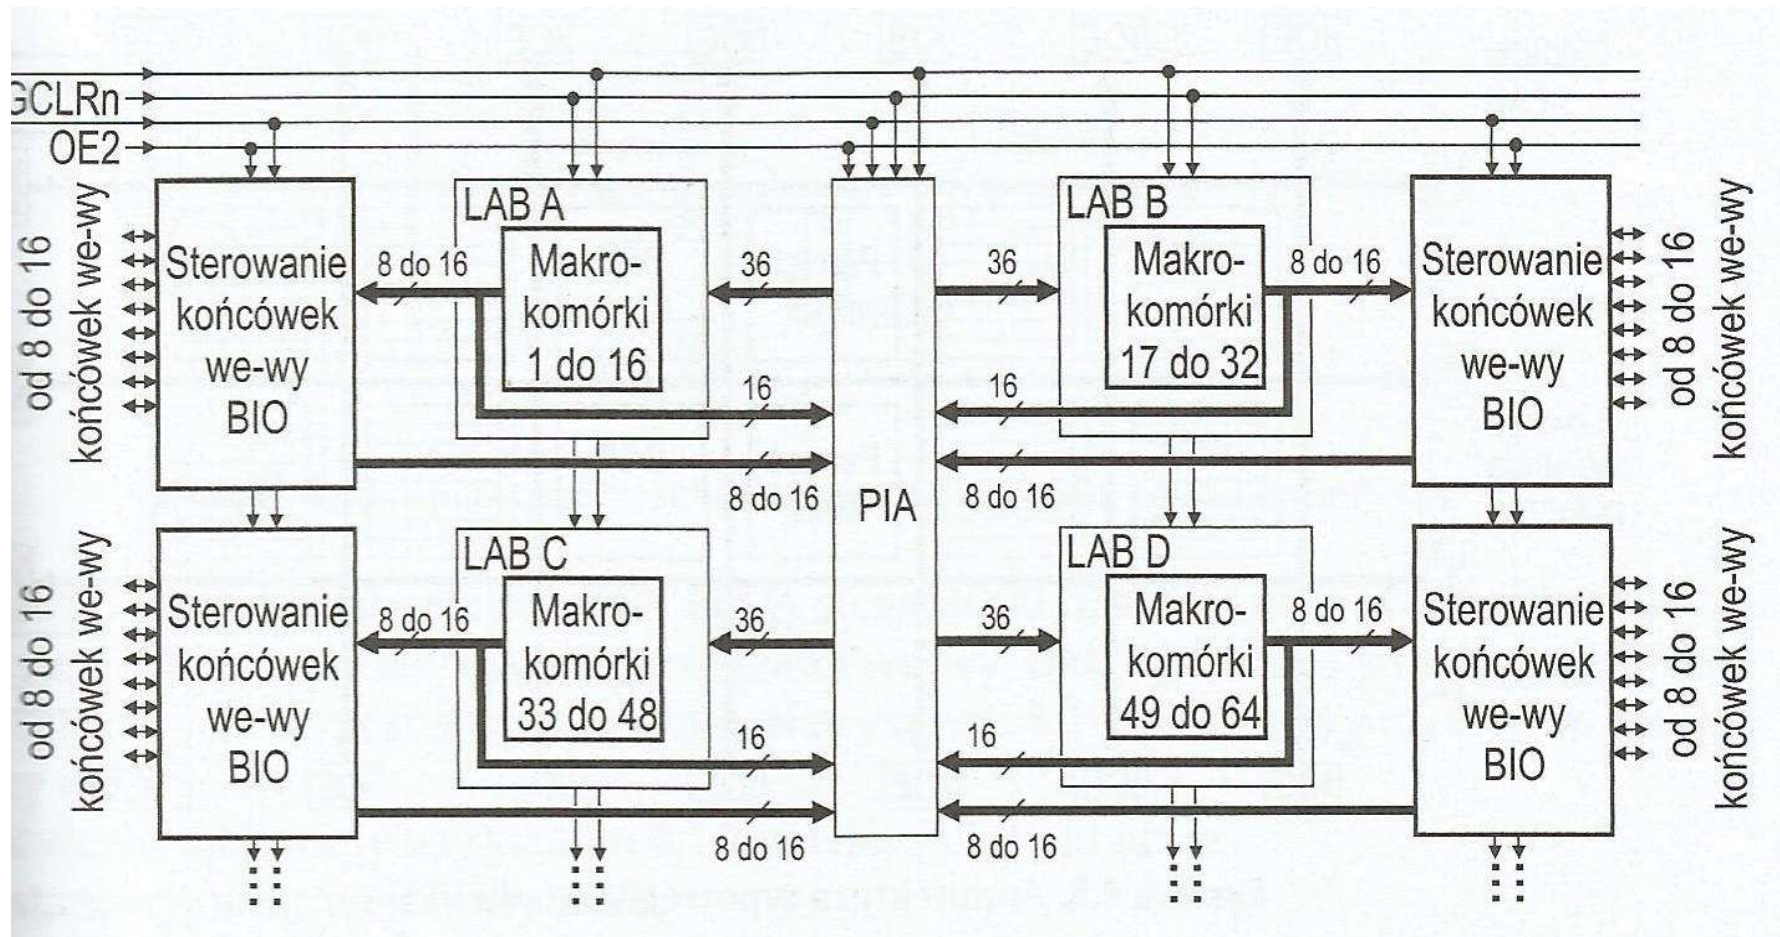 GCLRn
OE2
od 8 do 16
końcówek we-wy
Sterowanie
końcówek
we-wy
BIO
8 do 16
LAB A
Makro-
komórki
1 do 16
36
16
8 do 16
PIA
36
16
8 do 16
LAB B
Makro-
komórki
17 do 32
8 do 16
Sterowanie
końcówek
we-wy
BIO
od 8 do 16
końcówek we-wy
od 8 do 16
końcówek we-wy
Sterowanie
końcówek
we-wy
BIO
8 do 16
LAB C
Makro-
komórki
33 do 48
36
16
8 do 16
36
16
8 do 16
LAB D
Makro-
komórki
49 do 64
8 do 16
Sterowanie
końcówek
we-wy
BIO
od 8 do 16
końcówek we-wy